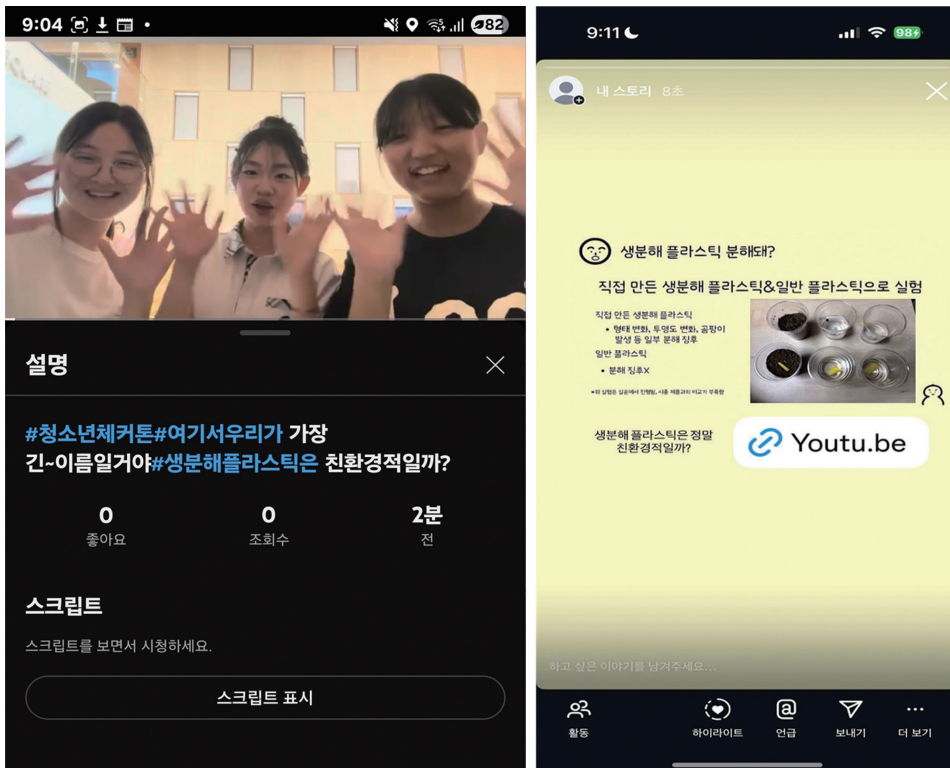 9:04
82
설명
#청소년체커톤#여기서우리가 가장
긴~이름일거야#생분해플라스틱은 친환경적일까?
0
좋아요
0
조회수
2분
전
스크립트
스크립트를 보면서 시청하세요.
스크립트 표시
9:11
98
내 스토리 8초
생분해 플라스틱 분해돼?
직접 만든 생분해 플라스틱&일반 플라스틱으로 실험
직접 만든 생분해 플라스틱
• 형태 변화, 투명도 변화, 곰팡이
발생 등 일부 분해 징후
일반 플라스틱
• 분해 징후X
생분해 플라스틱은 정말
친환경적일까?
Youtu.be
하고 싶은 이야기를 남겨주세요...
활동
하이라이트
언급
보내기
더 보기